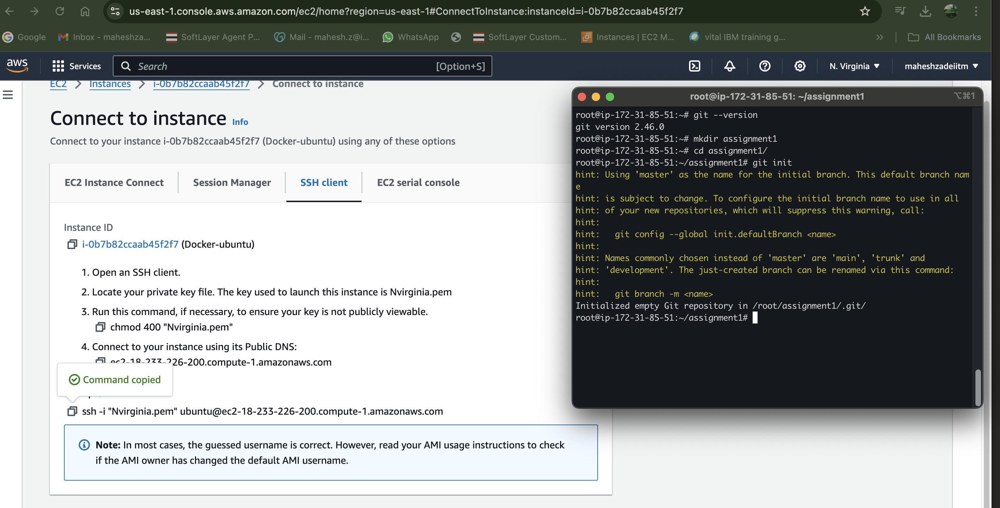 us-east-1.console.aws.amazon.com/ec2/home?region=us-east-1#ConnectToInstance:instanceId=i-0b7b82ccaab45f2f7
Google
Inbox - maheshza...
SoftLayer Agent P...
Mail - mahesh.z@i...
WhatsApp
SoftLayer Custom...
Instances | EC2 M...
vital IBM training g...
»
All Bookmarks
aws
Services
Search
[Option+S]
N. Virginia
maheshzadeiitm
EC2 > Instances > i-0b7b82ccaab45f2f7 > Connect to instance
Connect to instance Info
Connect to your instance i-0b7b82ccaab45f2f7 (Docker-ubuntu) using any of these options
EC2 Instance Connect
Session Manager
SSH client
EC2 serial console
Instance ID
i-0b7b82ccaab45f2f7 (Docker-ubuntu)
1. Open an SSH client.
2. Locate your private key file. The key used to launch this instance is Nvirginia.pem
3. Run this command, if necessary, to ensure your key is not publicly viewable.
chmod 400 "Nvirginia.pem"
4. Connect to your instance using its Public DNS:
ec2-18-233-226-200.compute-1.amazonaws.com
Command copied
ssh -i "Nvirginia.pem" ubuntu@ec2-18-233-226-200.compute-1.amazonaws.com
Note: In most cases, the guessed username is correct. However, read your AMI usage instructions to check
if the AMI owner has changed the default AMI username.
root@ip-172-31-85-51: ~/assignment1
⌥⌘1
root@ip-172-31-85-51:~# git --version
git version 2.46.0
root@ip-172-31-85-51:~# mkdir assignment1
root@ip-172-31-85-51:~# cd assignment1/
root@ip-172-31-85-51:~/assignment1# git init
hint: Using 'master' as the name for the initial branch. This default branch nam
e
hint: is subject to change. To configure the initial branch name to use in all
hint: of your new repositories, which will suppress this warning, call:
hint:
hint:   git config --global init.defaultBranch <name>
hint:
hint: Names commonly chosen instead of 'master' are 'main', 'trunk' and
hint: 'development'. The just-created branch can be renamed via this command:
hint:
hint:   git branch -m <name>
Initialized empty Git repository in /root/assignment1/.git/
root@ip-172-31-85-51:~/assignment1#